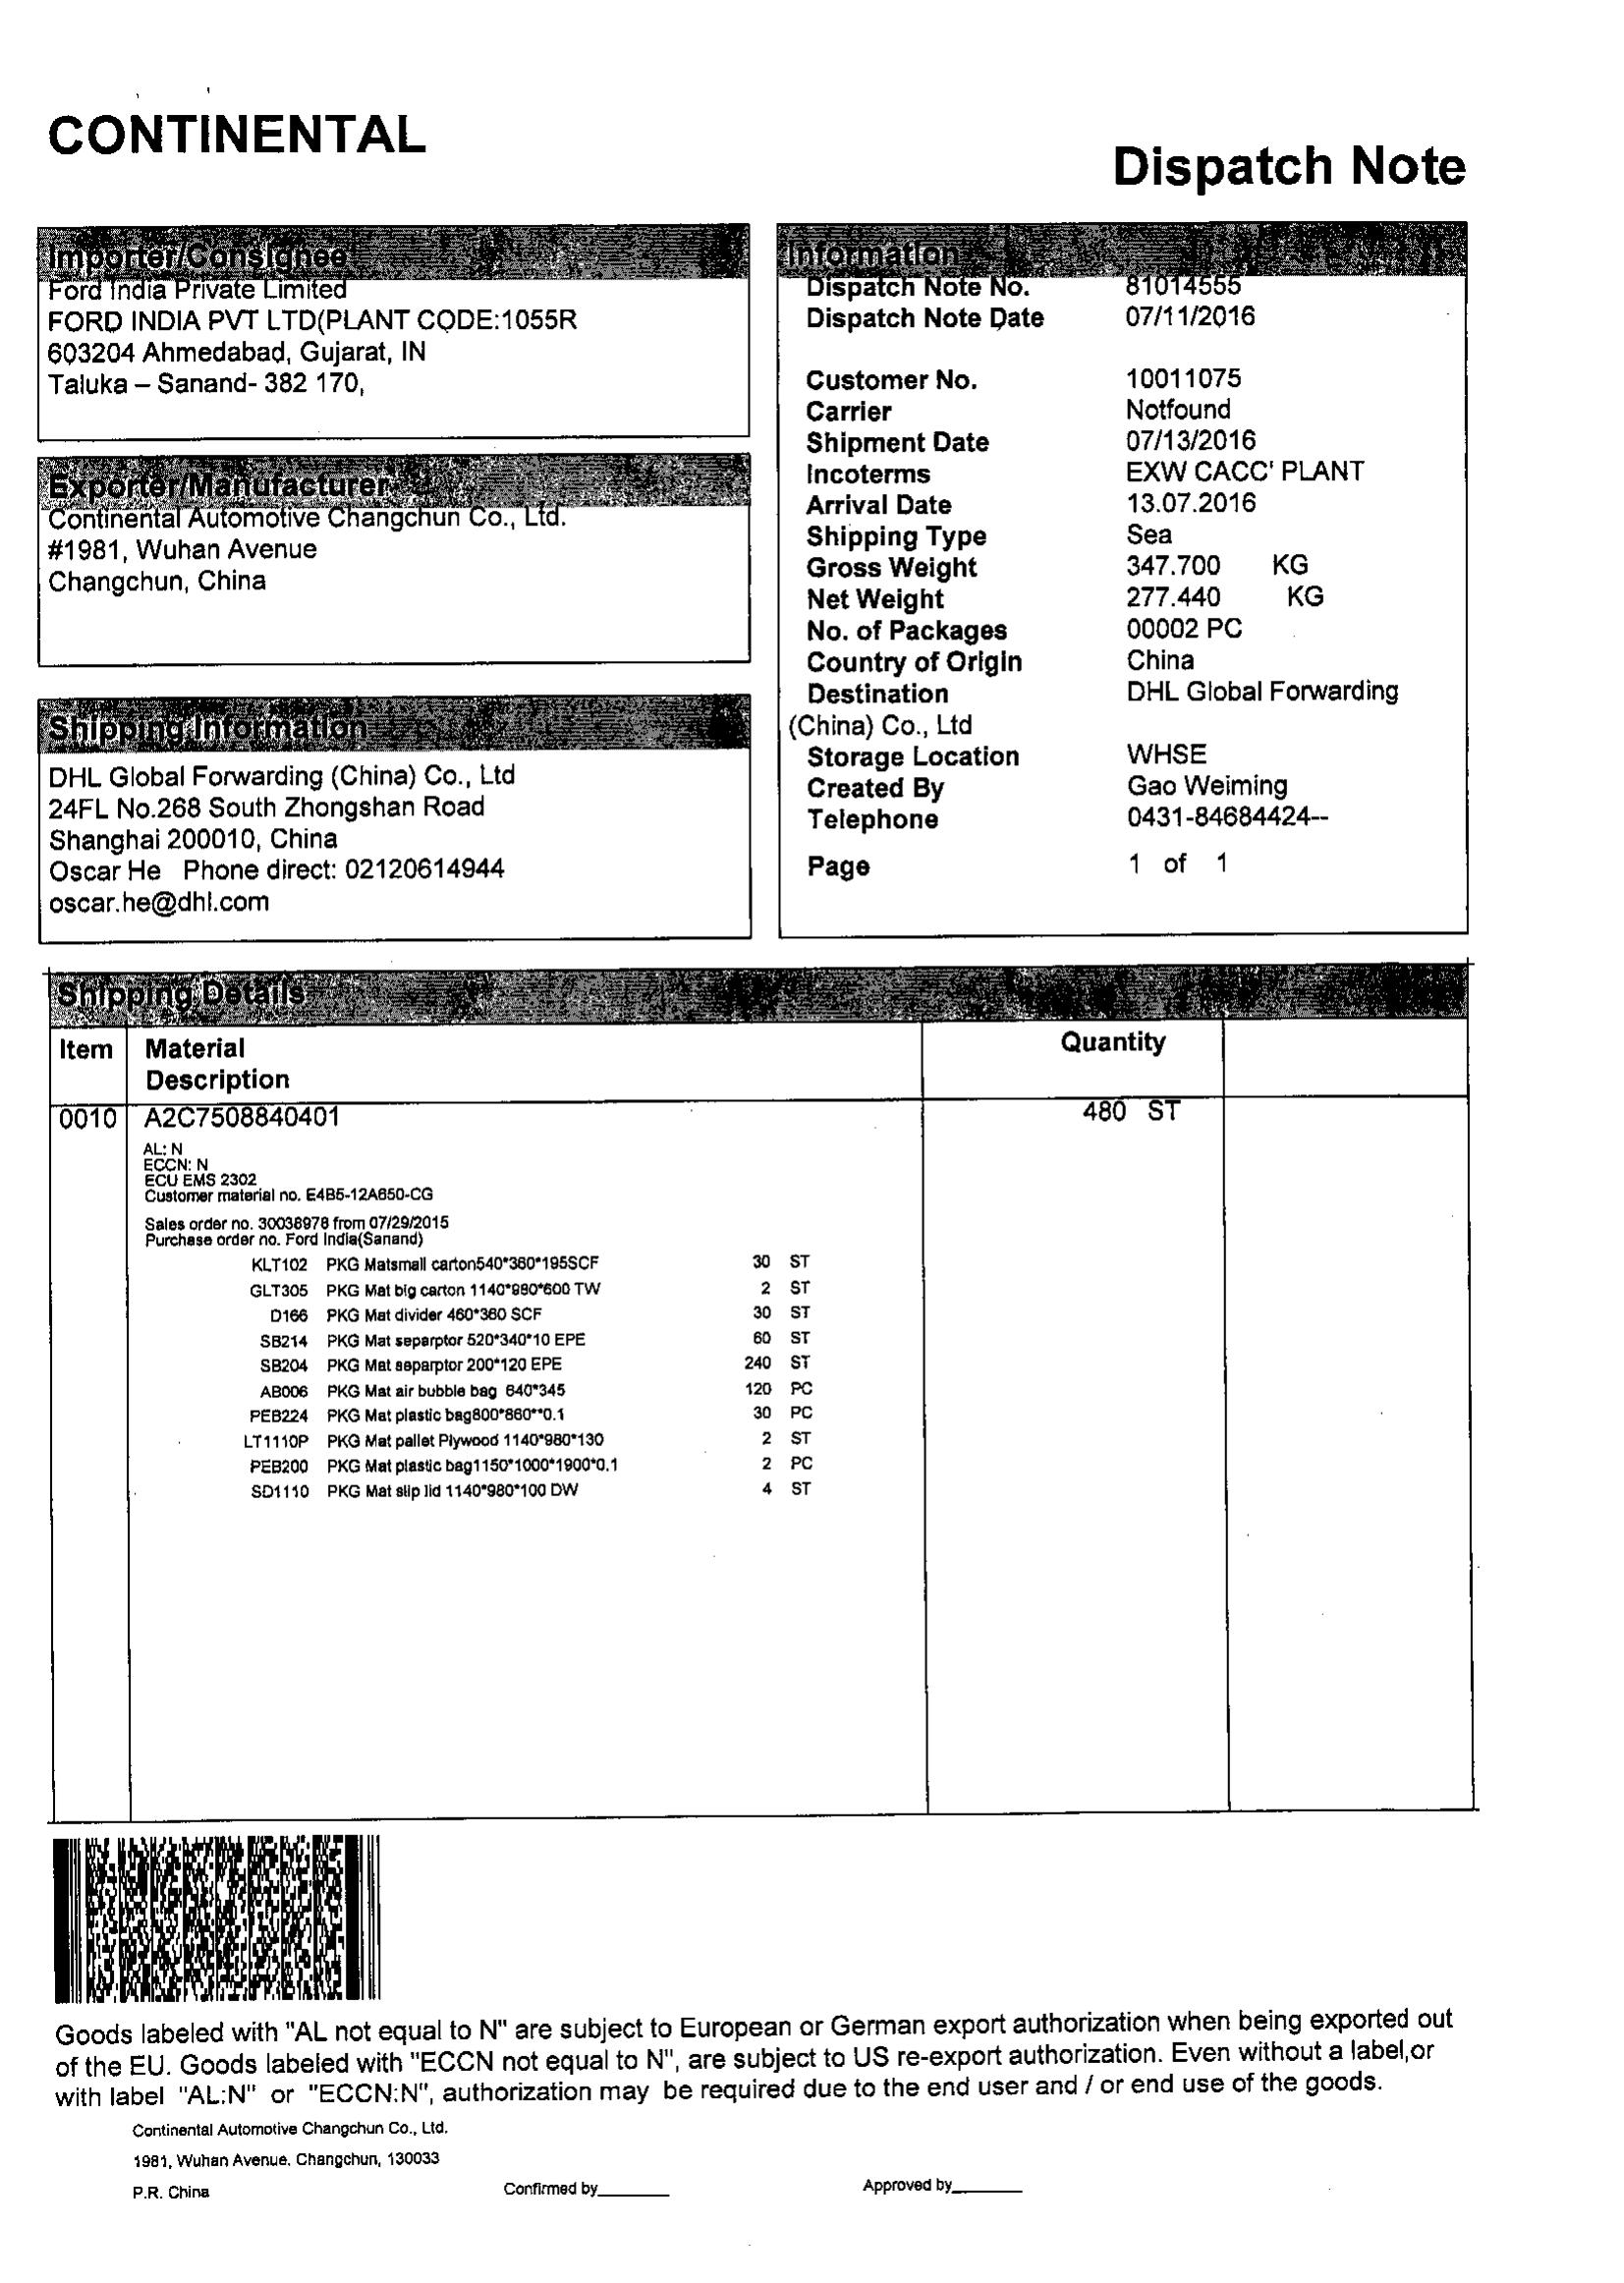 CONTINENTAL
Dispatch Note
Importer/Consignee
Ford India Private Limited
FORD INDIA PVT LTD(PLANT CODE:1055R
603204 Ahmedabad, Gujarat, IN
Taluka – Sanand- 382 170,
Exporter/Manufacturer
Continental Automotive Changchun Co., Ltd.
#1981, Wuhan Avenue
Changchun, China
Shipping Information
DHL Global Forwarding (China) Co., Ltd
24FL No.268 South Zhongshan Road
Shanghai 200010, China
Oscar He Phone direct: 02120614944
oscar.he@dhl.com
Information
Dispatch Note No. 81014555
Dispatch Note Date 07/11/2016
Customer No. 10011075
Carrier Notfound
Shipment Date 07/13/2016
Incoterms EXW CACC' PLANT
Arrival Date 13.07.2016
Shipping Type Sea
Gross Weight 347.700 KG
Net Weight 277.440 KG
No. of Packages 00002 PC
Country of Origin China
Destination DHL Global Forwarding
(China) Co., Ltd
Storage Location WHSE
Created By Gao Weiming
Telephone 0431-84684424--
Page 1 of 1
Shipping Details
Item Material Quantity
Description
0010 A2C7508840401 480 ST
AL: N
ECCN: N
ECU EMS 2302
Customer material no. E4B5-12A650-CG
Sales order no. 30038978 from 07/29/2015
Purchase order no. Ford India(Sanand)
KLT102 PKG Matsmall carton540*360*195SCF 30 ST
GLT305 PKG Mat big carton 1140*980*600 TW 2 ST
D166 PKG Mat divider 460*360 SCF 30 ST
SB214 PKG Mat separptor 520*340*10 EPE 60 ST
SB204 PKG Mat separptor 200*120 EPE 240 ST
AB006 PKG Mat air bubble bag 640*345 120 PC
PEB224 PKG Mat plastic bag800*860**0.1 30 PC
LT1110P PKG Mat pallet Plywood 1140*980*130 2 ST
PEB200 PKG Mat plastic bag1150*1000*1900*0.1 2 PC
SD1110 PKG Mat slip lid 1140*980*100 DW 4 ST
Goods labeled with "AL not equal to N" are subject to European or German export authorization when being exported out
of the EU. Goods labeled with "ECCN not equal to N", are subject to US re-export authorization. Even without a label,or
with label "AL:N" or "ECCN:N", authorization may be required due to the end user and / or end use of the goods.
Continental Automotive Changchun Co., Ltd.
1981, Wuhan Avenue. Changchun, 130033
P.R. China
Confirmed by________ Approved by________